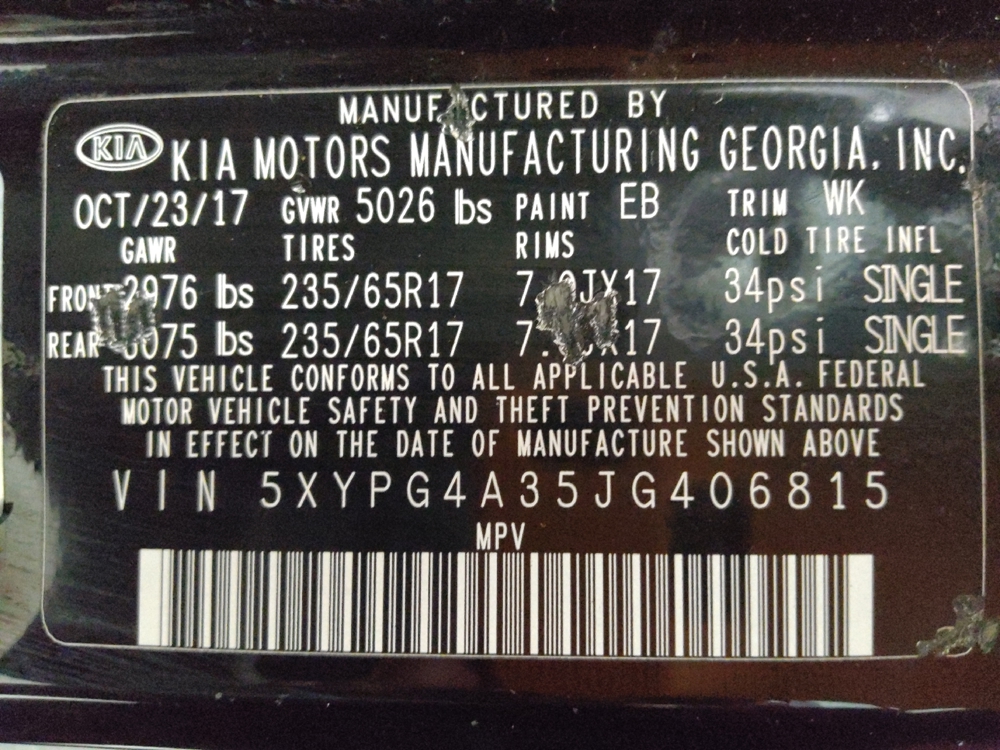 MANUFACTURED BY
KIA KIA MOTORS MANUFACTURING GEORGIA, INC.
OCT/23/17 GVWR 5026 lbs PAINT EB TRIM WK
GAWR TIRES RIMS COLD TIRE INFL
FRONT 2976 lbs 235/65R17 34psi SINGLE
REAR lbs 235/65R17 34psi SINGLE
THIS VEHICLE CONFORMS TO ALL APPLICABLE U.S.A. FEDERAL
MOTOR VEHICLE SAFETY AND THEFT PREVENTION STANDARDS
IN EFFECT ON THE DATE OF MANUFACTURE SHOWN ABOVE
VIN 5XYPG4A35JG406815
MPV